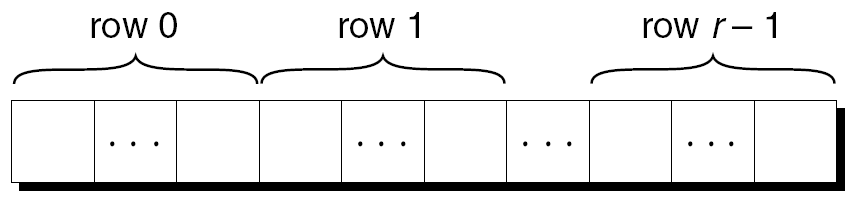 row 0 row 1 row r – 1
. . . . . . . . . . . .